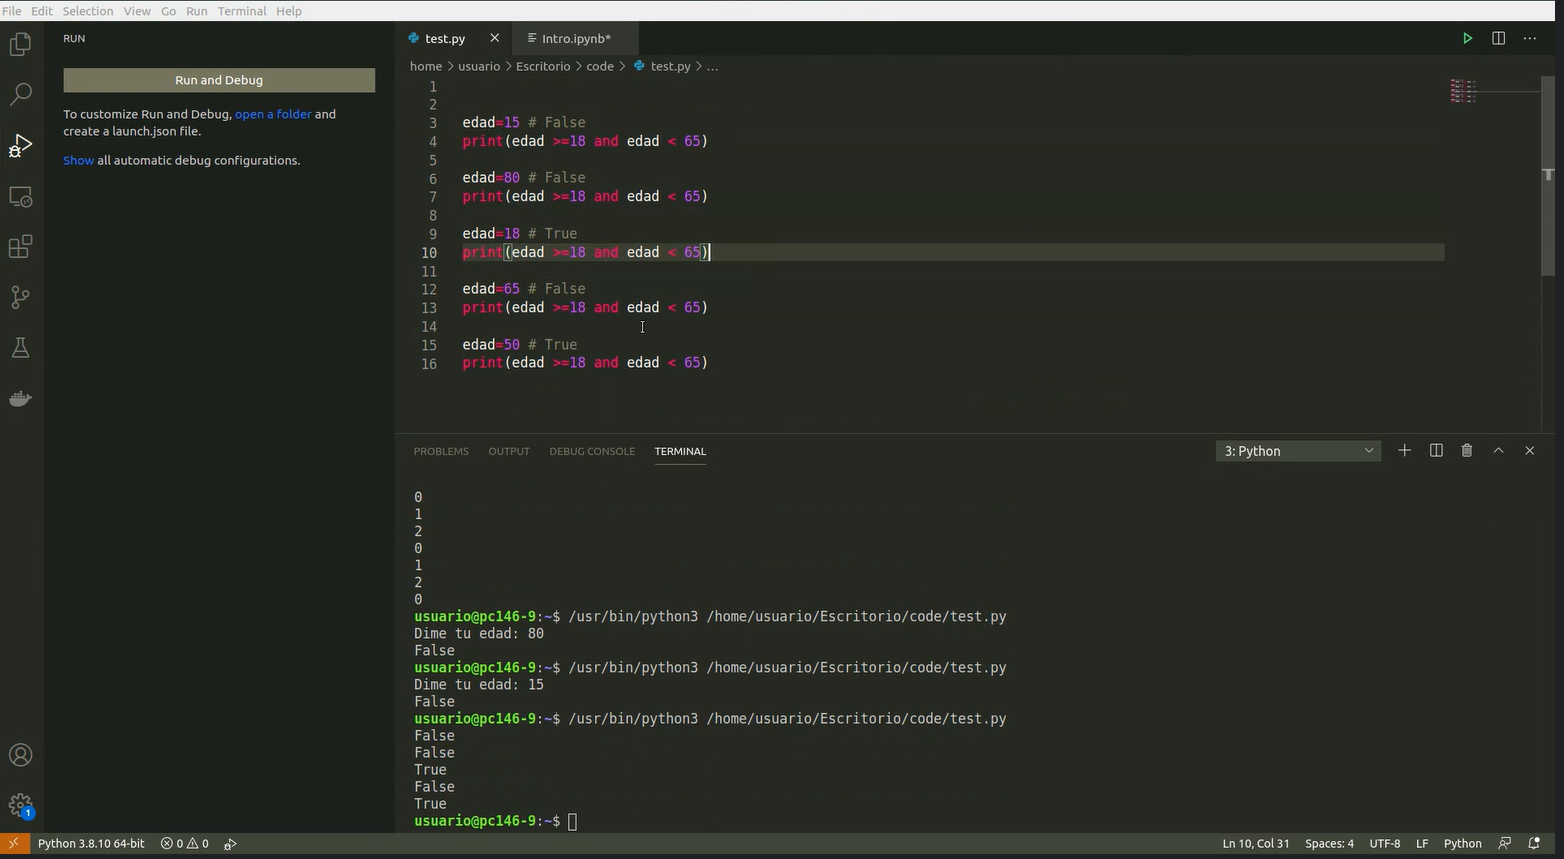 File Edit Selection View Go Run Terminal Help
RUN
Run and Debug
To customize Run and Debug, open a folder and
create a launch.json file.
Show all automatic debug configurations.
1
test.py
Intro.ipynb*
home > usuario > Escritorio > code > test.py > ...
1
2
3 edad=15 # False
4 print(edad >=18 and edad < 65)
5
6 edad=80 # False
7 print(edad >=18 and edad < 65)
8
9 edad=18 # True
10 print(edad >=18 and edad < 65)
11
12 edad=65 # False
13 print(edad >=18 and edad < 65)
14
15 edad=50 # True
16 print(edad >=18 and edad < 65)
PROBLEMS OUTPUT DEBUG CONSOLE TERMINAL 3: Python
0
1
2
0
1
2
0
usuario@pc146-9:~$ /usr/bin/python3 /home/usuario/Escritorio/code/test.py
Dime tu edad: 80
False
usuario@pc146-9:~$ /usr/bin/python3 /home/usuario/Escritorio/code/test.py
Dime tu edad: 15
False
usuario@pc146-9:~$ /usr/bin/python3 /home/usuario/Escritorio/code/test.py
False
False
True
False
True
usuario@pc146-9:~$
Python 3.8.10 64-bit 0 0 Ln 10, Col 31 Spaces: 4 UTF-8 LF Python